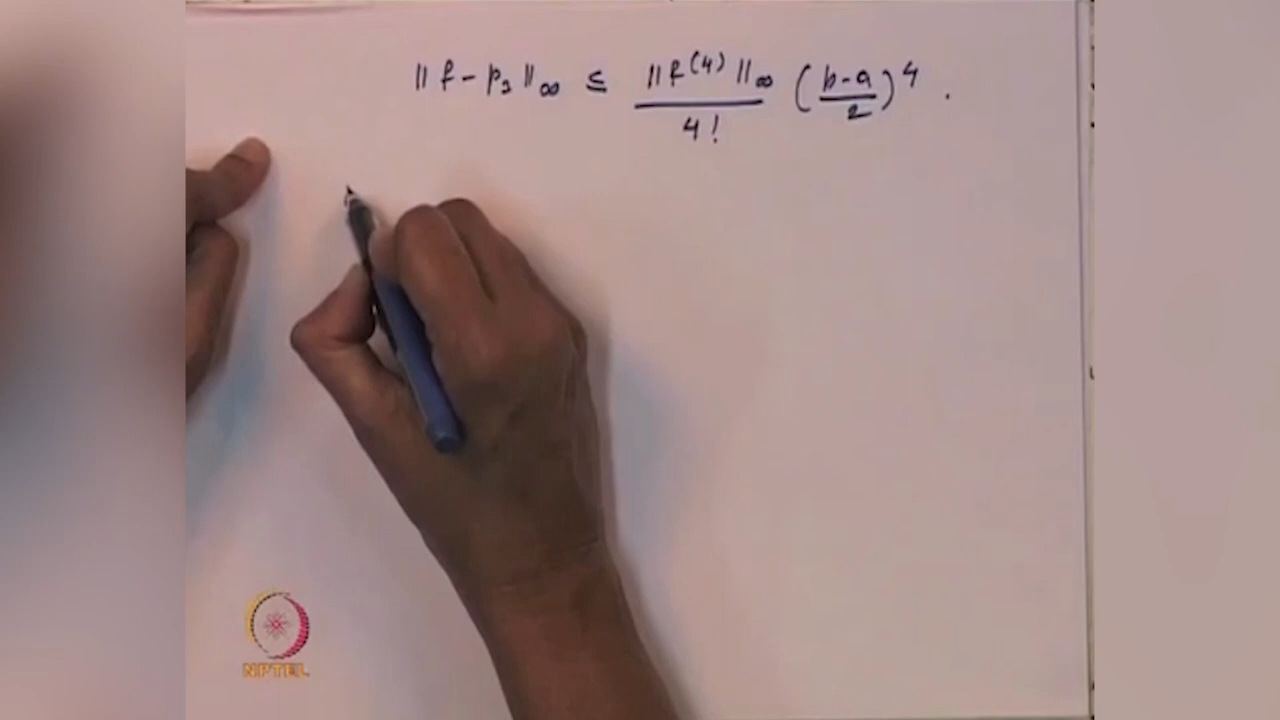 ‖f - p₃‖∞ ≤ ‖f⁽⁴⁾‖∞ / 4! ((b-a)/2)⁴ .
NPTEL